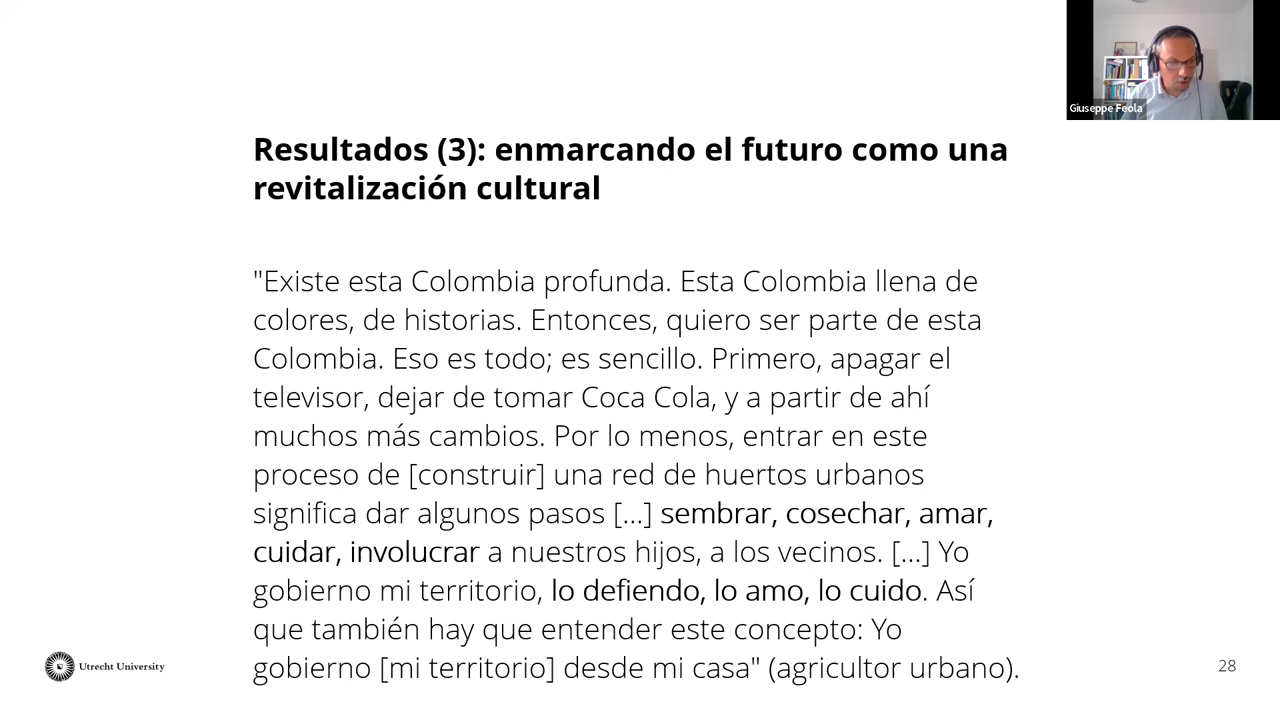 Giuseppe Feola
Resultados (3): enmarcando el futuro como una
revitalización cultural
"Existe esta Colombia profunda. Esta Colombia llena de
colores, de historias. Entonces, quiero ser parte de esta
Colombia. Eso es todo; es sencillo. Primero, apagar el
televisor, dejar de tomar Coca Cola, y a partir de ahí
muchos más cambios. Por lo menos, entrar en este
proceso de [construir] una red de huertos urbanos
significa dar algunos pasos [...] sembrar, cosechar, amar,
cuidar, involucrar a nuestros hijos, a los vecinos. [...] Yo
gobierno mi territorio, lo defiendo, lo amo, lo cuido. Así
que también hay que entender este concepto: Yo
gobierno [mi territorio] desde mi casa" (agricultor urbano).
Utrecht University
28